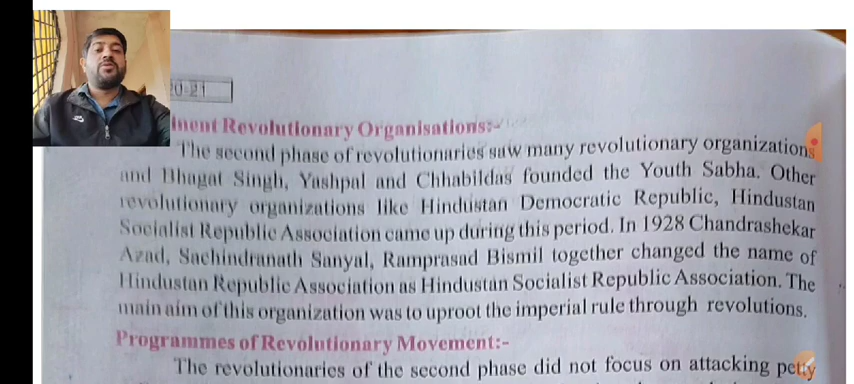 0-21
inent Revolutionary Organisations:-
The second phase of revolutionaries saw many revolutionary organizations
and Bhagat Singh, Yashpal and Chhabildas founded the Youth Sabha. Other
revolutionary organizations like Hindustan Democratic Republic, Hindustan
Socialist Republic Association came up during this period. In 1928 Chandrashekar
Azad, Sachindranath Sanyal, Ramprasad Bismil together changed the name of
Hindustan Republic Association as Hindustan Socialist Republic Association. The
main aim of this organization was to uproot the imperial rule through revolutions.
Programmes of Revolutionary Movement:-
The revolutionaries of the second phase did not focus on attacking petty